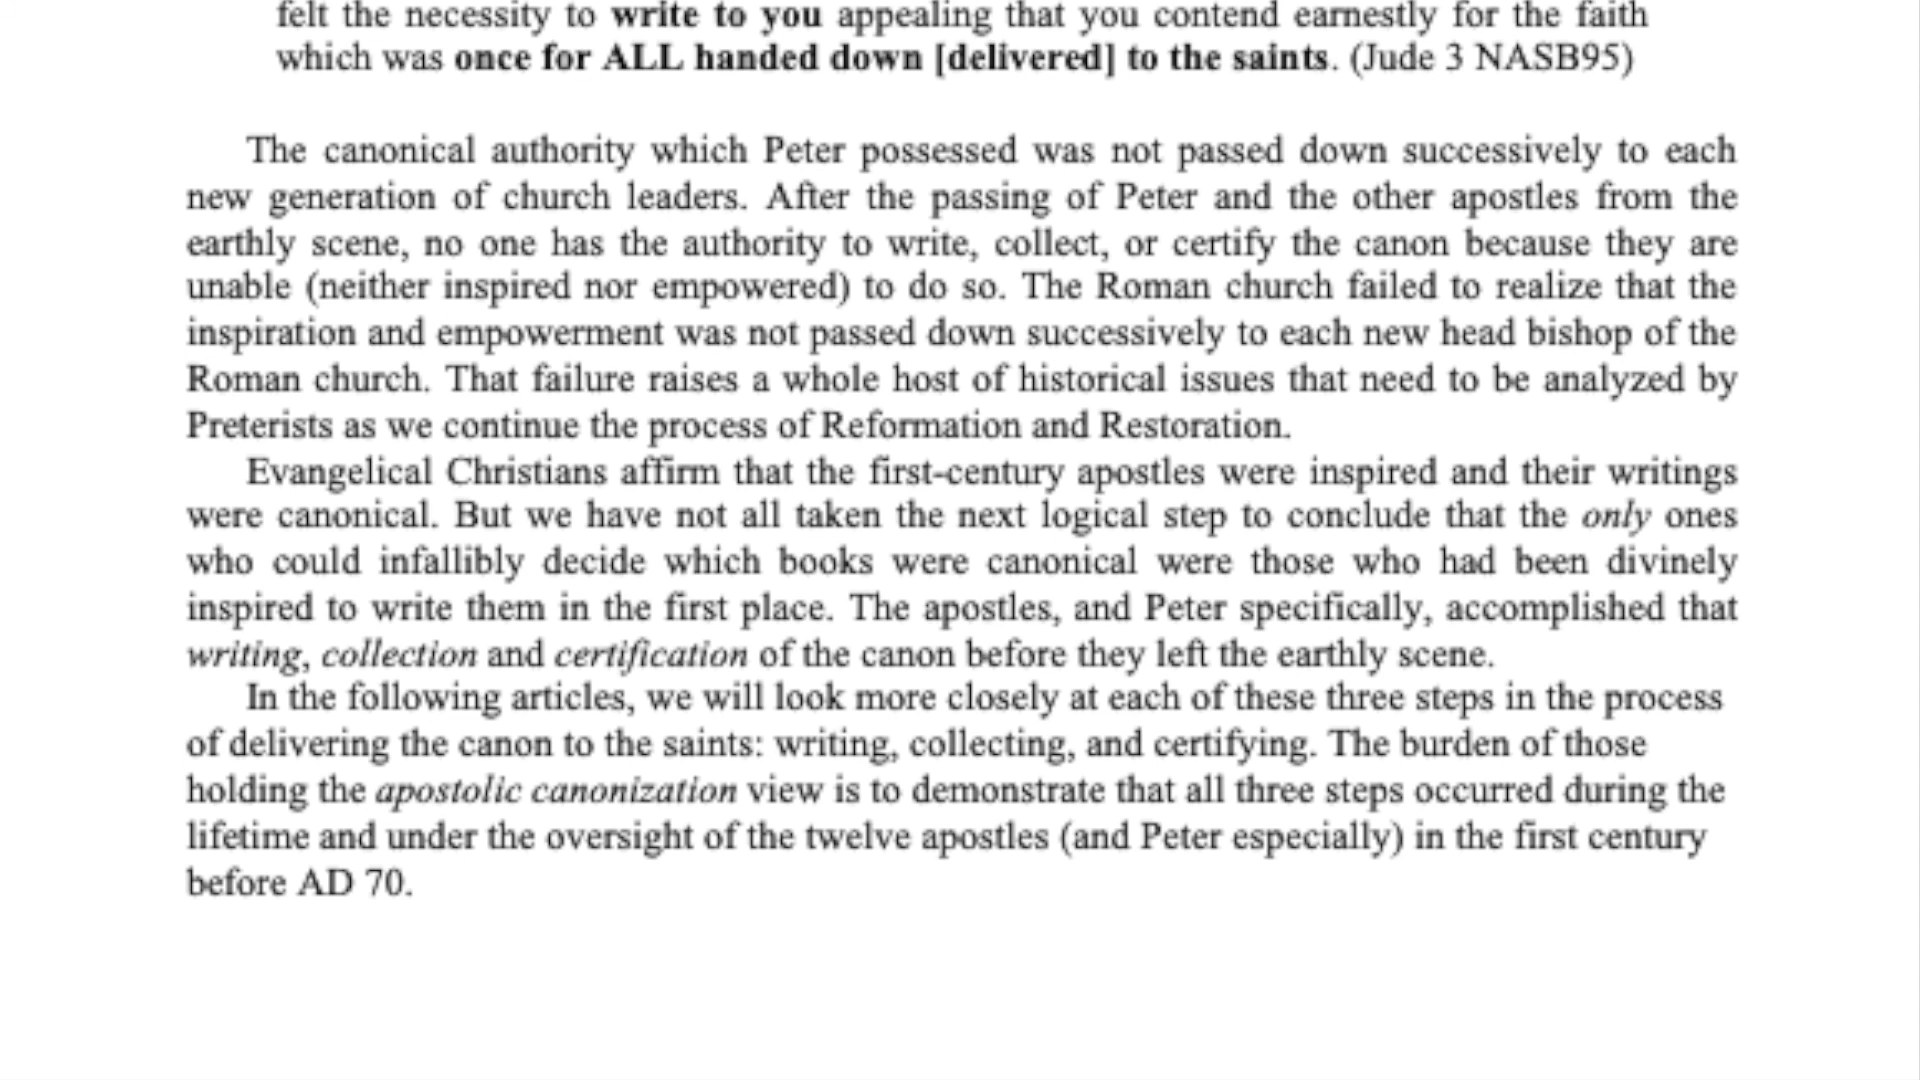 felt the necessity to write to you appealing that you contend earnestly for the faith
which was once for ALL handed down [delivered] to the saints. (Jude 3 NASB95)
The canonical authority which Peter possessed was not passed down successively to each
new generation of church leaders. After the passing of Peter and the other apostles from the
earthly scene, no one has the authority to write, collect, or certify the canon because they are
unable (neither inspired nor empowered) to do so. The Roman church failed to realize that the
inspiration and empowerment was not passed down successively to each new head bishop of the
Roman church. That failure raises a whole host of historical issues that need to be analyzed by
Preterists as we continue the process of Reformation and Restoration.
Evangelical Christians affirm that the first-century apostles were inspired and their writings
were canonical. But we have not all taken the next logical step to conclude that the only ones
who could infallibly decide which books were canonical were those who had been divinely
inspired to write them in the first place. The apostles, and Peter specifically, accomplished that
writing, collection and certification of the canon before they left the earthly scene.
In the following articles, we will look more closely at each of these three steps in the process
of delivering the canon to the saints: writing, collecting, and certifying. The burden of those
holding the apostolic canonization view is to demonstrate that all three steps occurred during the
lifetime and under the oversight of the twelve apostles (and Peter especially) in the first century
before AD 70.